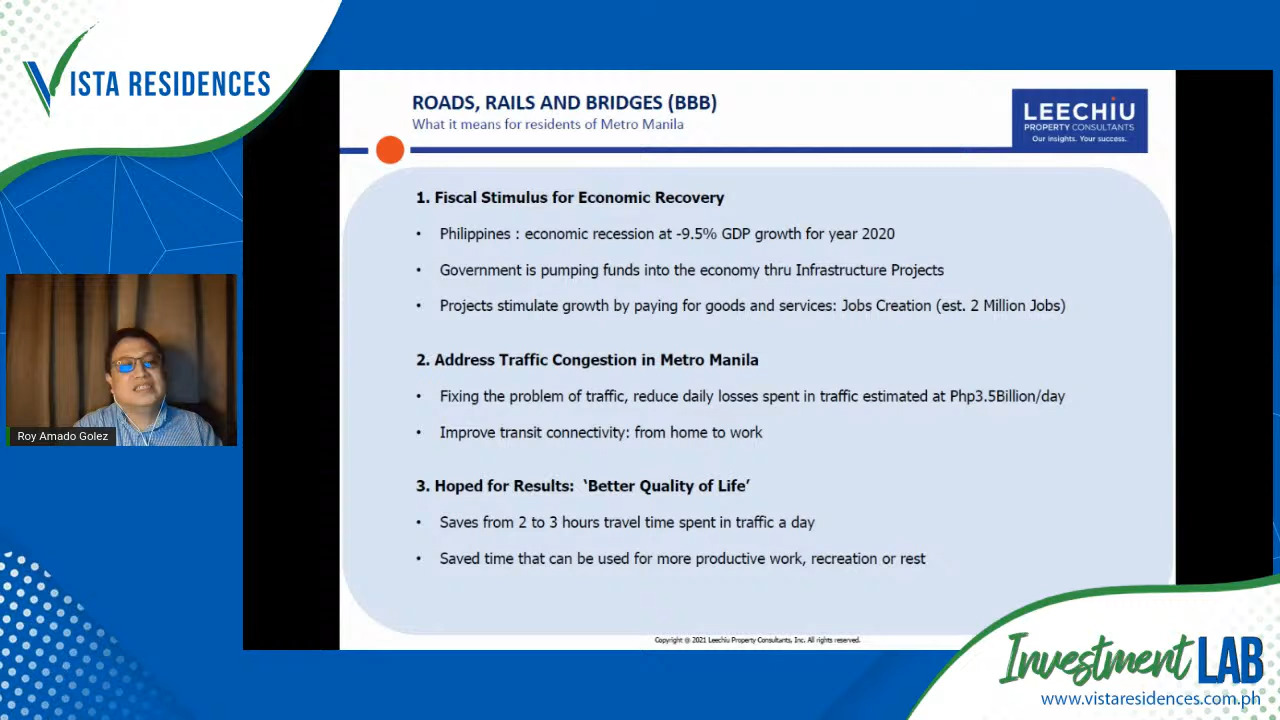 VISTA RESIDENCES
ROADS, RAILS AND BRIDGES (BBB)
What it means for residents of Metro Manila
LEECHIU
PROPERTY CONSULTANTS
Our insights. Your success.
1. Fiscal Stimulus for Economic Recovery
• Philippines : economic recession at -9.5% GDP growth for year 2020
• Government is pumping funds into the economy thru Infrastructure Projects
• Projects stimulate growth by paying for goods and services: Jobs Creation (est. 2 Million Jobs)
2. Address Traffic Congestion in Metro Manila
• Fixing the problem of traffic, reduce daily losses spent in traffic estimated at Php3.5Billion/day
• Improve transit connectivity: from home to work
3. Hoped for Results: ‘Better Quality of Life’
• Saves from 2 to 3 hours travel time spent in traffic a day
• Saved time that can be used for more productive work, recreation or rest
Roy Amado Golez
Copyright @ 2021 Leechiu Property Consultants, Inc. All rights reserved.
Investment LAB
www.vistaresidences.com.ph